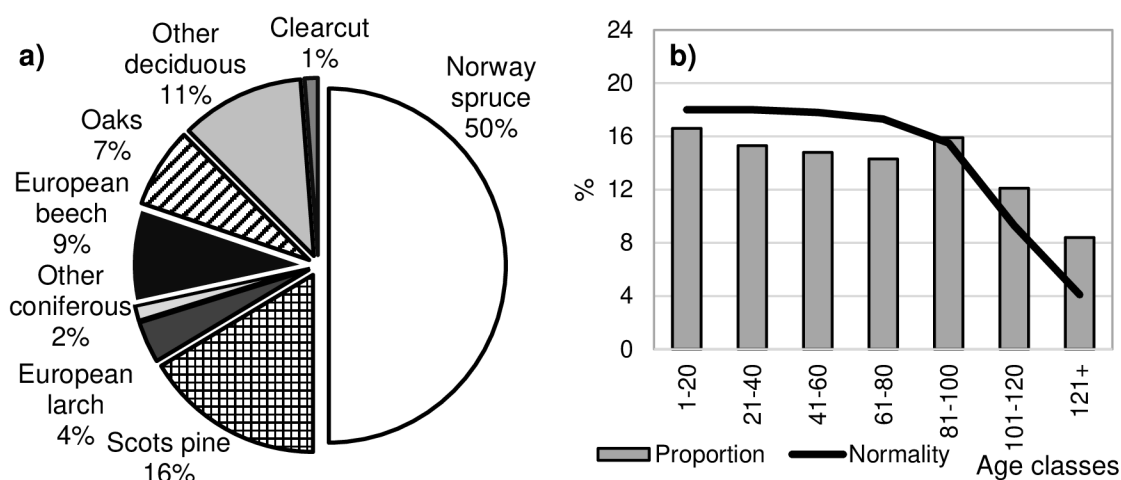 a)
Other
deciduous
11%
Clearcut
1%
Norway
spruce
50%
Oaks
7%
European
beech
9%
Other
coniferous
2%
European
larch
4%
Scots pine
16%
b)
24
20
16
12
8
4
0
%
1-20
21-40
41-60
61-80
81-100
101-120
121+
Proportion
Normality
Age classes